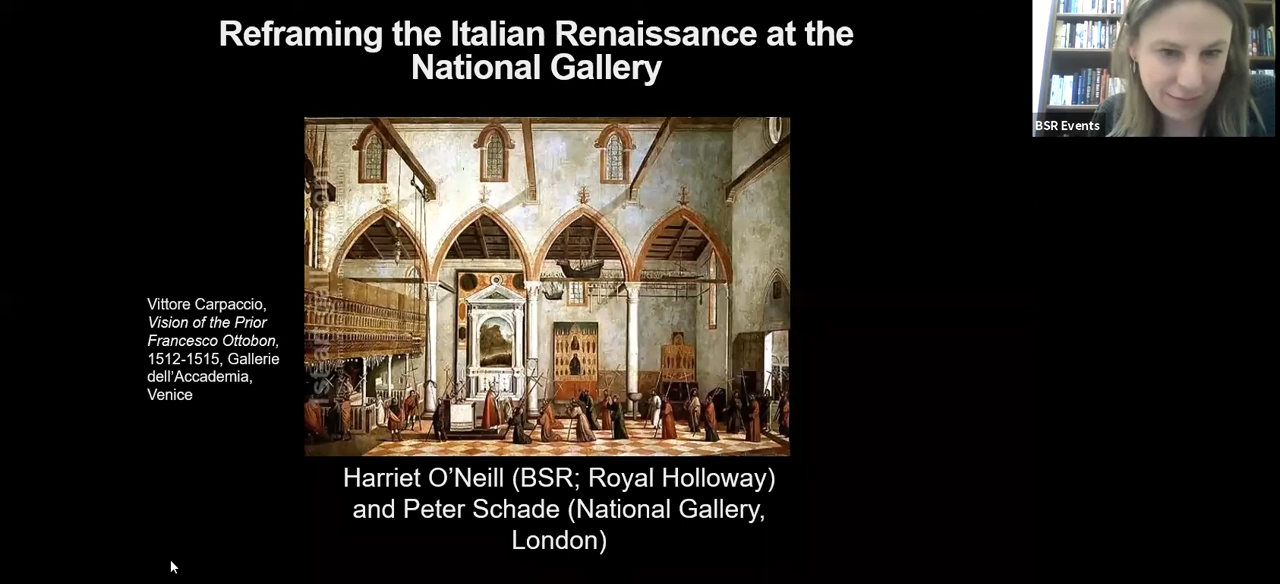 Reframing the Italian Renaissance at the
National Gallery
BSR Events
Vittore Carpaccio,
Vision of the Prior
Francesco Ottobon,
1512-1515, Gallerie
dell'Accademia,
Venice
Harriet O'Neill (BSR; Royal Holloway)
and Peter Schade (National Gallery,
London)